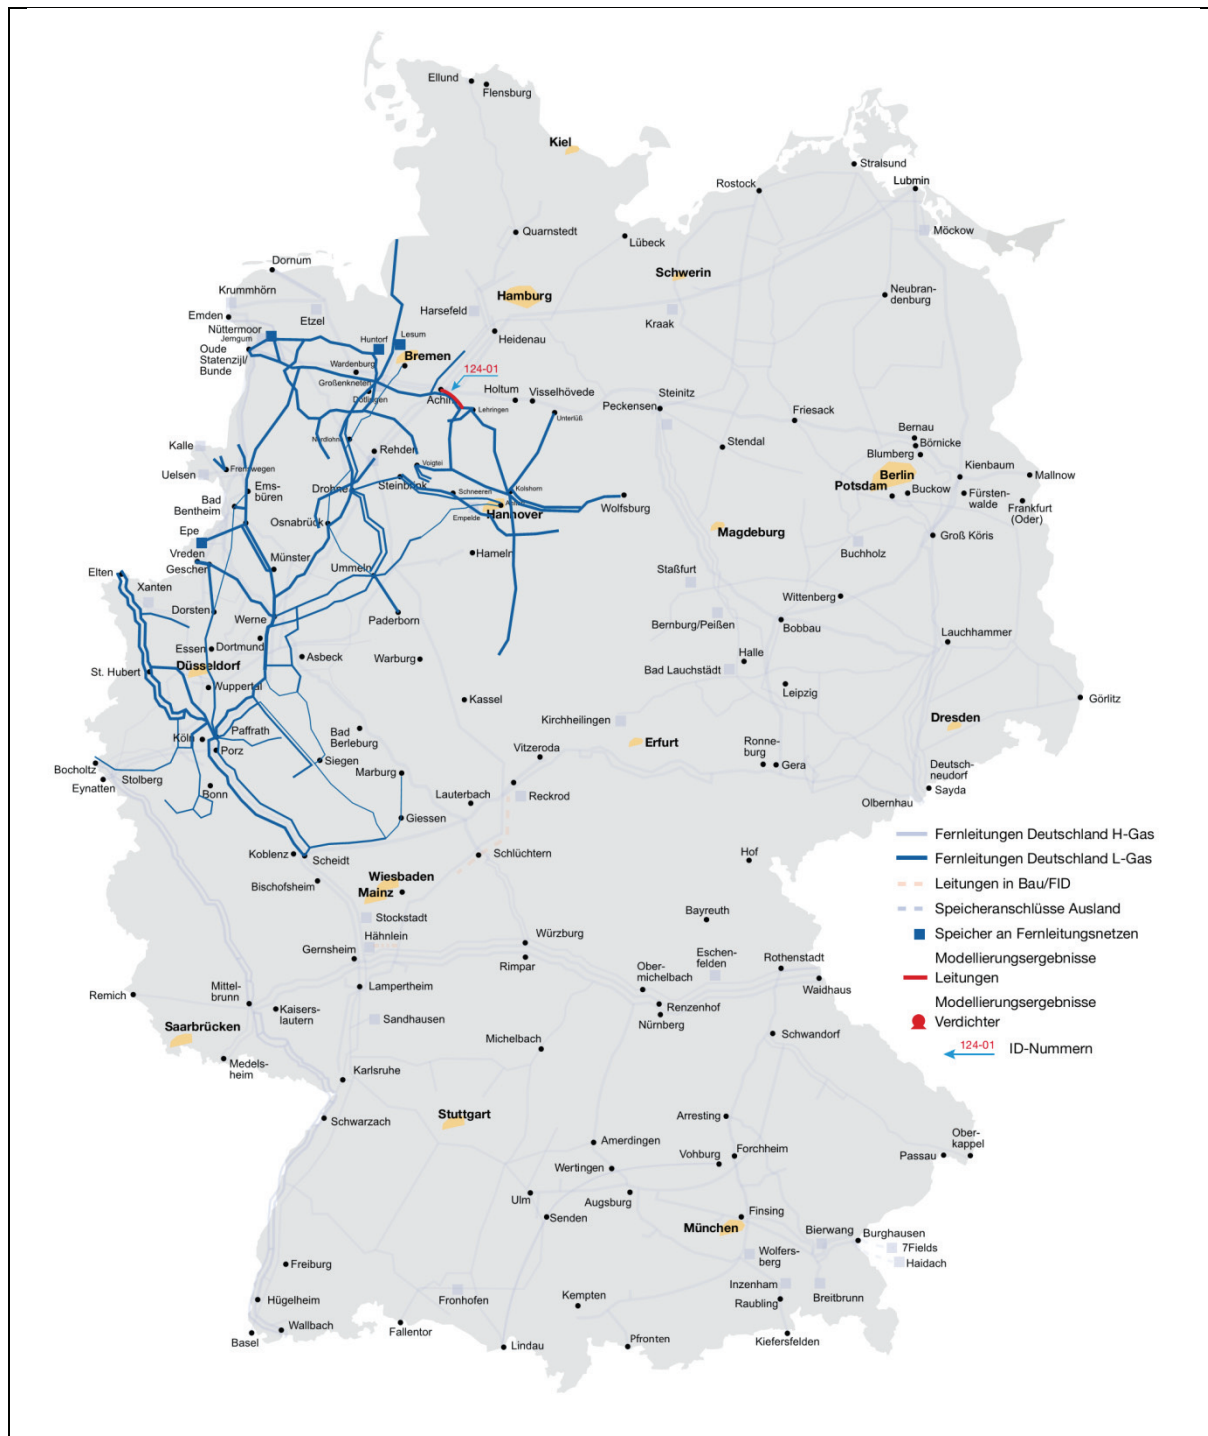 Ellund
Flensburg
Kiel
Stralsund
Rostock
Lubmin
Möckow
Quarnstedt
Lübeck
Schwerin
Dornum
Krummhörn
Hamburg
Neubran-
denburg
Emden
Etzel
Harsefeld
Kraak
Nüttermoor
Jemgum
Huntorf
Lesum
Heidenau
Oude
Statenzijl/
Bunde
Bremen
Wardenburg
124-01
Großenkneten
Dötlingen
Achim
Holtum
Visselhövede
Steinitz
Peckensen
Lehringen
Unterlüß
Friesack
Bernau
Börnicke
Nordlohne
Kalle
Rehden
Stendal
Blumberg
Voigtei
Uelsen
Frenswegen
Berlin
Kienbaum
Mallnow
Ems-
büren
Drohne
Steinbrink
Schneeren
Kolshorn
Potsdam
Buckow
Fürsten-
walde
Frankfurt
(Oder)
Bad
Bentheim
Ahlten
Wolfsburg
Hannover
Empelde
Osnabrück
Magdeburg
Epe
Groß Köris
Buchholz
Vreden
Geschen
Münster
Ummeln
Hameln
Elten
Xanten
Staßfurt
Wittenberg
Dorsten
Werne
Paderborn
Bernburg/Peißen
Bobbau
Lauchhammer
Essen
Dortmund
Asbeck
Warburg
Halle
Düsseldorf
St. Hubert
Bad Lauchstädt
Wuppertal
Leipzig
Kassel
Görlitz
Kirchheilingen
Dresden
Paffrath
Bad
Berleburg
Köln
Porz
Erfurt
Vitzeroda
Ronne-
burg
Siegen
Bocholtz
Stolberg
Marburg
Gera
Deutsch-
neudorf
Eynatten
Bonn
Sayda
Lauterbach
Reckrod
Olbernhau
Giessen
Koblenz
Scheidt
Schlüchtern
Hof
Wiesbaden
Bischofsheim
Mainz
Stockstadt
Bayreuth
Hähnlein
Würzburg
Gernsheim
Eschen-
felden
Rothenstadt
Rimpar
Ober-
michelbach
Remich
Mittel-
brunn
Lampertheim
Waidhaus
Kaisers-
lautern
Renzenhof
Sandhausen
Nürnberg
Saarbrücken
Schwandorf
Michelbach
Medels-
heim
Karlsruhe
Schwarzach
Stuttgart
Arresting
Amerdingen
Forchheim
Ober-
kappel
Vohburg
Passau
Wertingen
Ulm
Augsburg
Senden
Finsing
München
Bierwang
Burghausen
7Fields
Wolfers-
berg
Haidach
Freiburg
Inzenham
Fronhofen
Kempten
Breitbrunn
Hügelheim
Raubling
Wallbach
Fallentor
Basel
Lindau
Pfronten
Kiefersfelden
Fernleitungen Deutschland H-Gas
Fernleitungen Deutschland L-Gas
Leitungen in Bau/FID
Speicheranschlüsse Ausland
Speicher an Fernleitungsnetzen
Modellierungsergebnisse
Leitungen
Modellierungsergebnisse
Verdichter
124-01
ID-Nummern